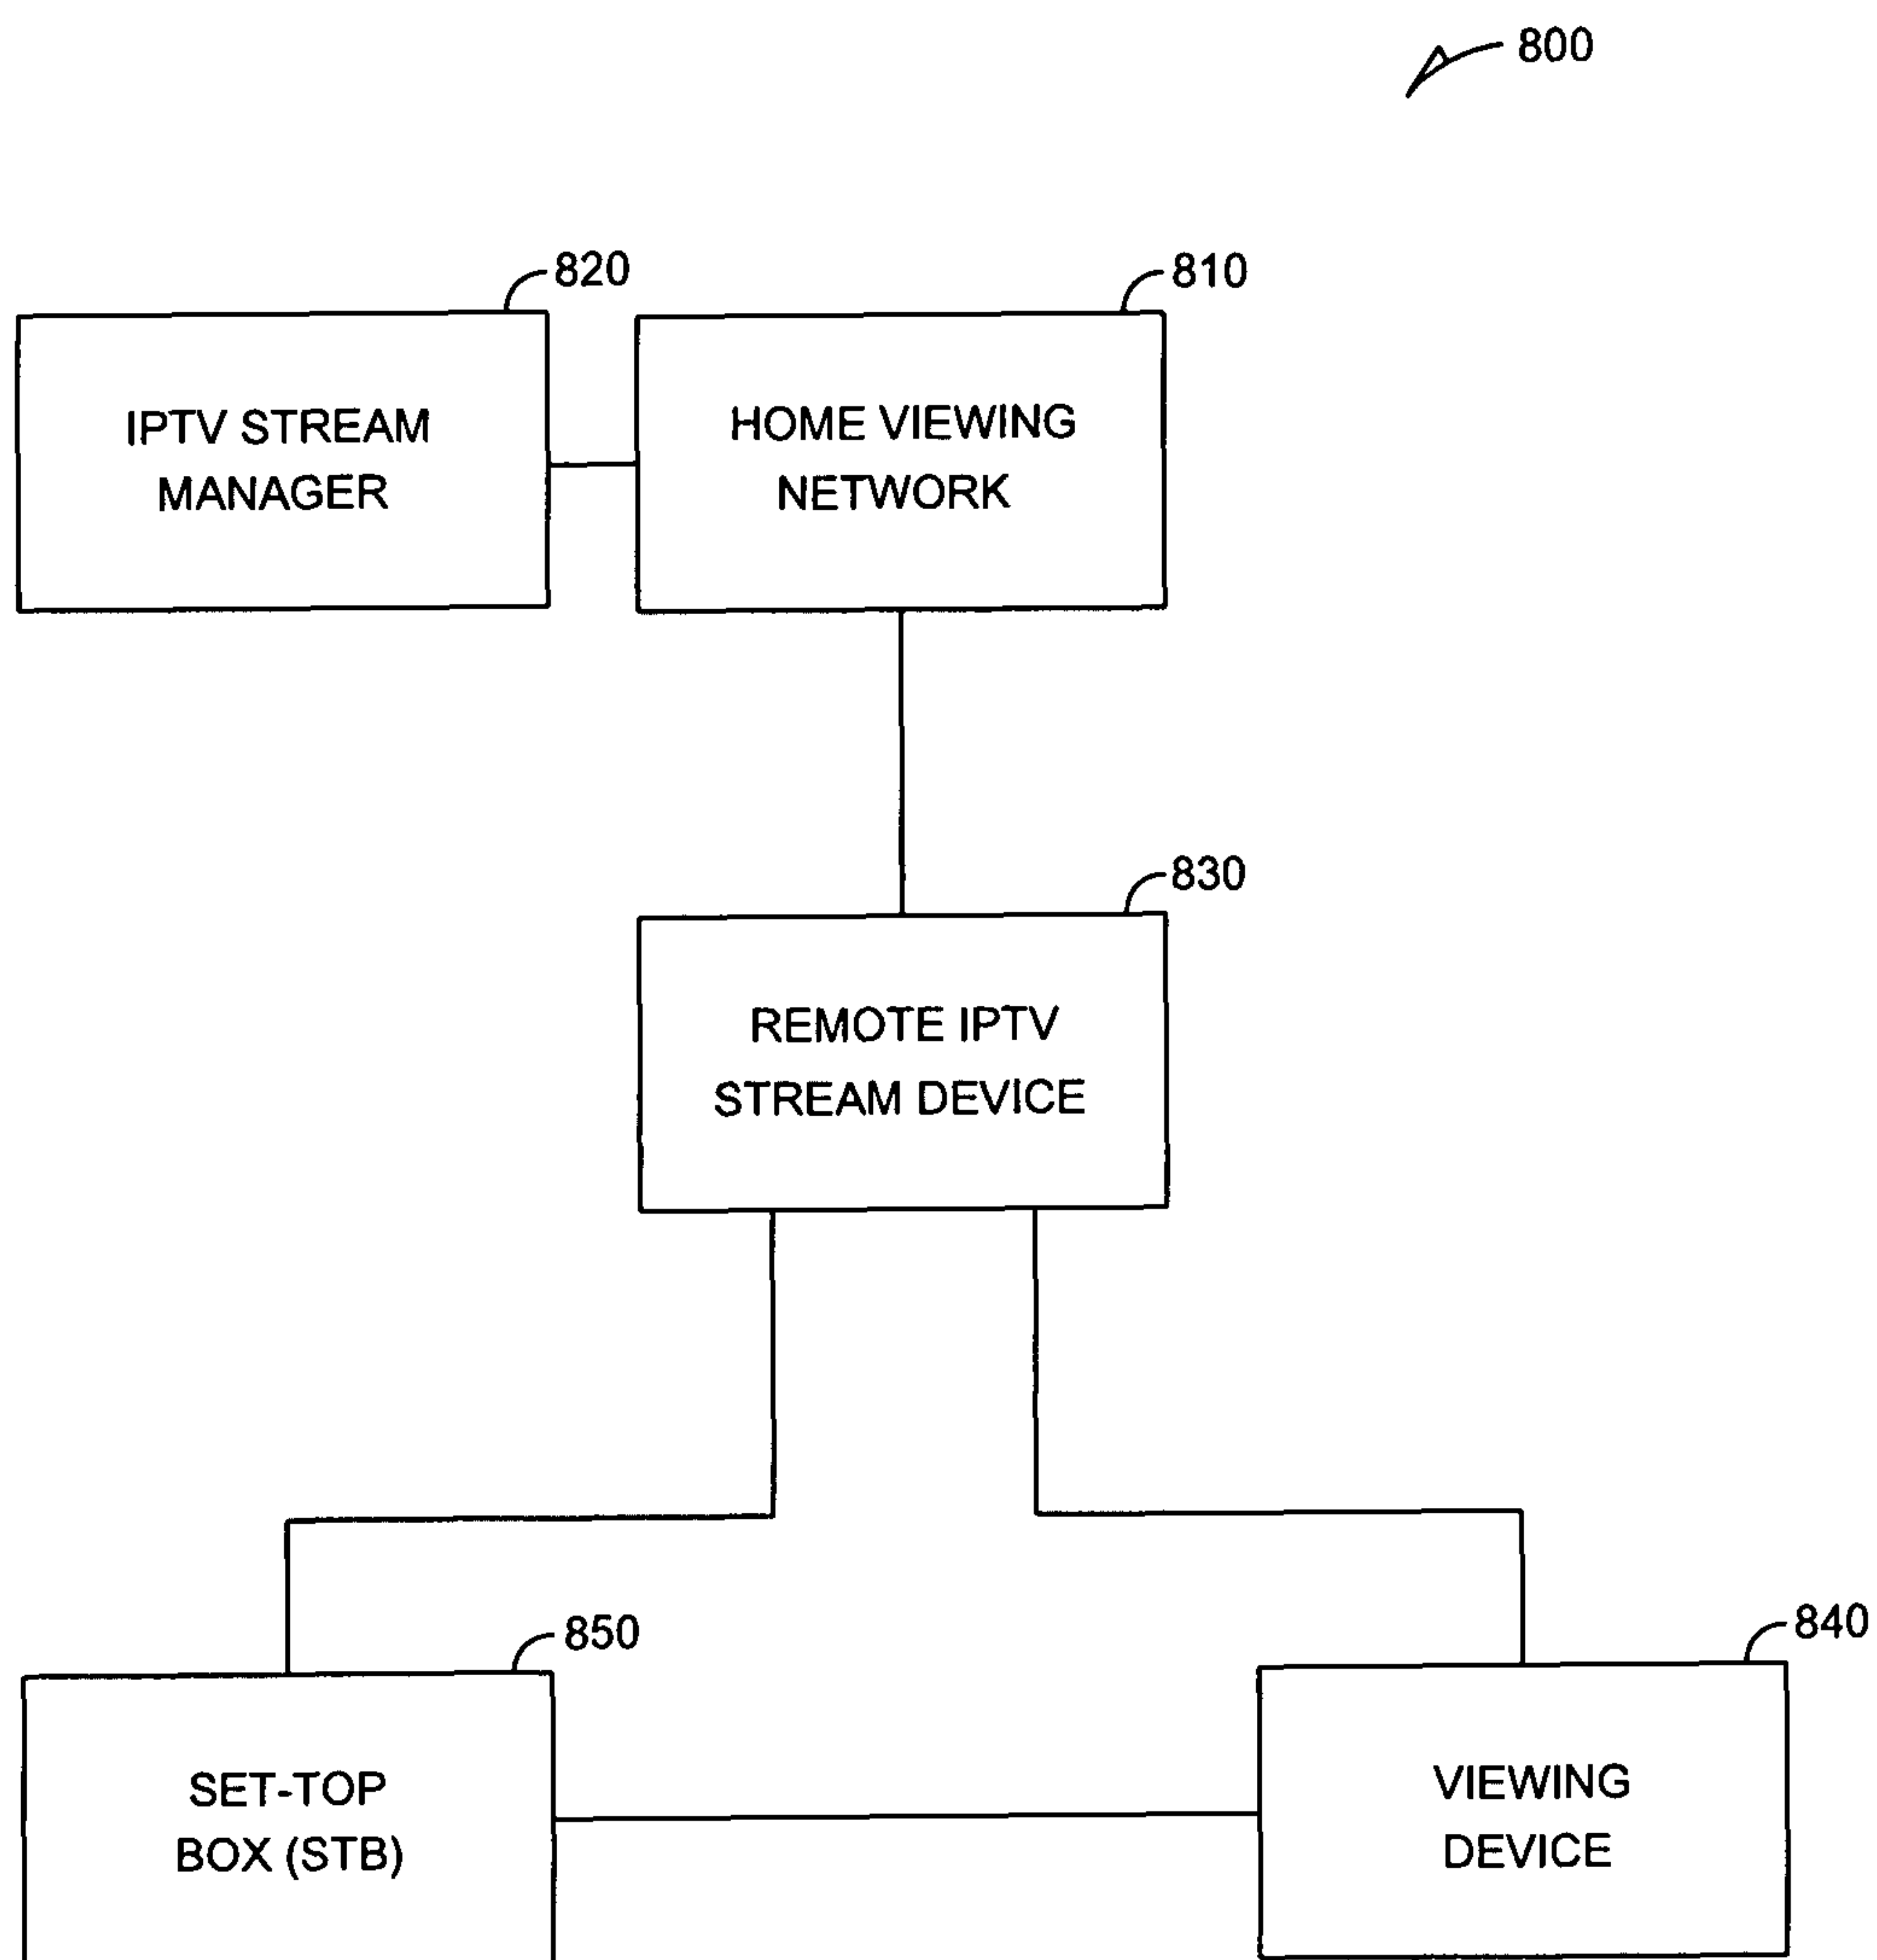 800
820
810
IPTV STREAM
MANAGER
HOME VIEWING
NETWORK
830
REMOTE IPTV
STREAM DEVICE
850
840
SET-TOP
BOX (STB)
VIEWING
DEVICE